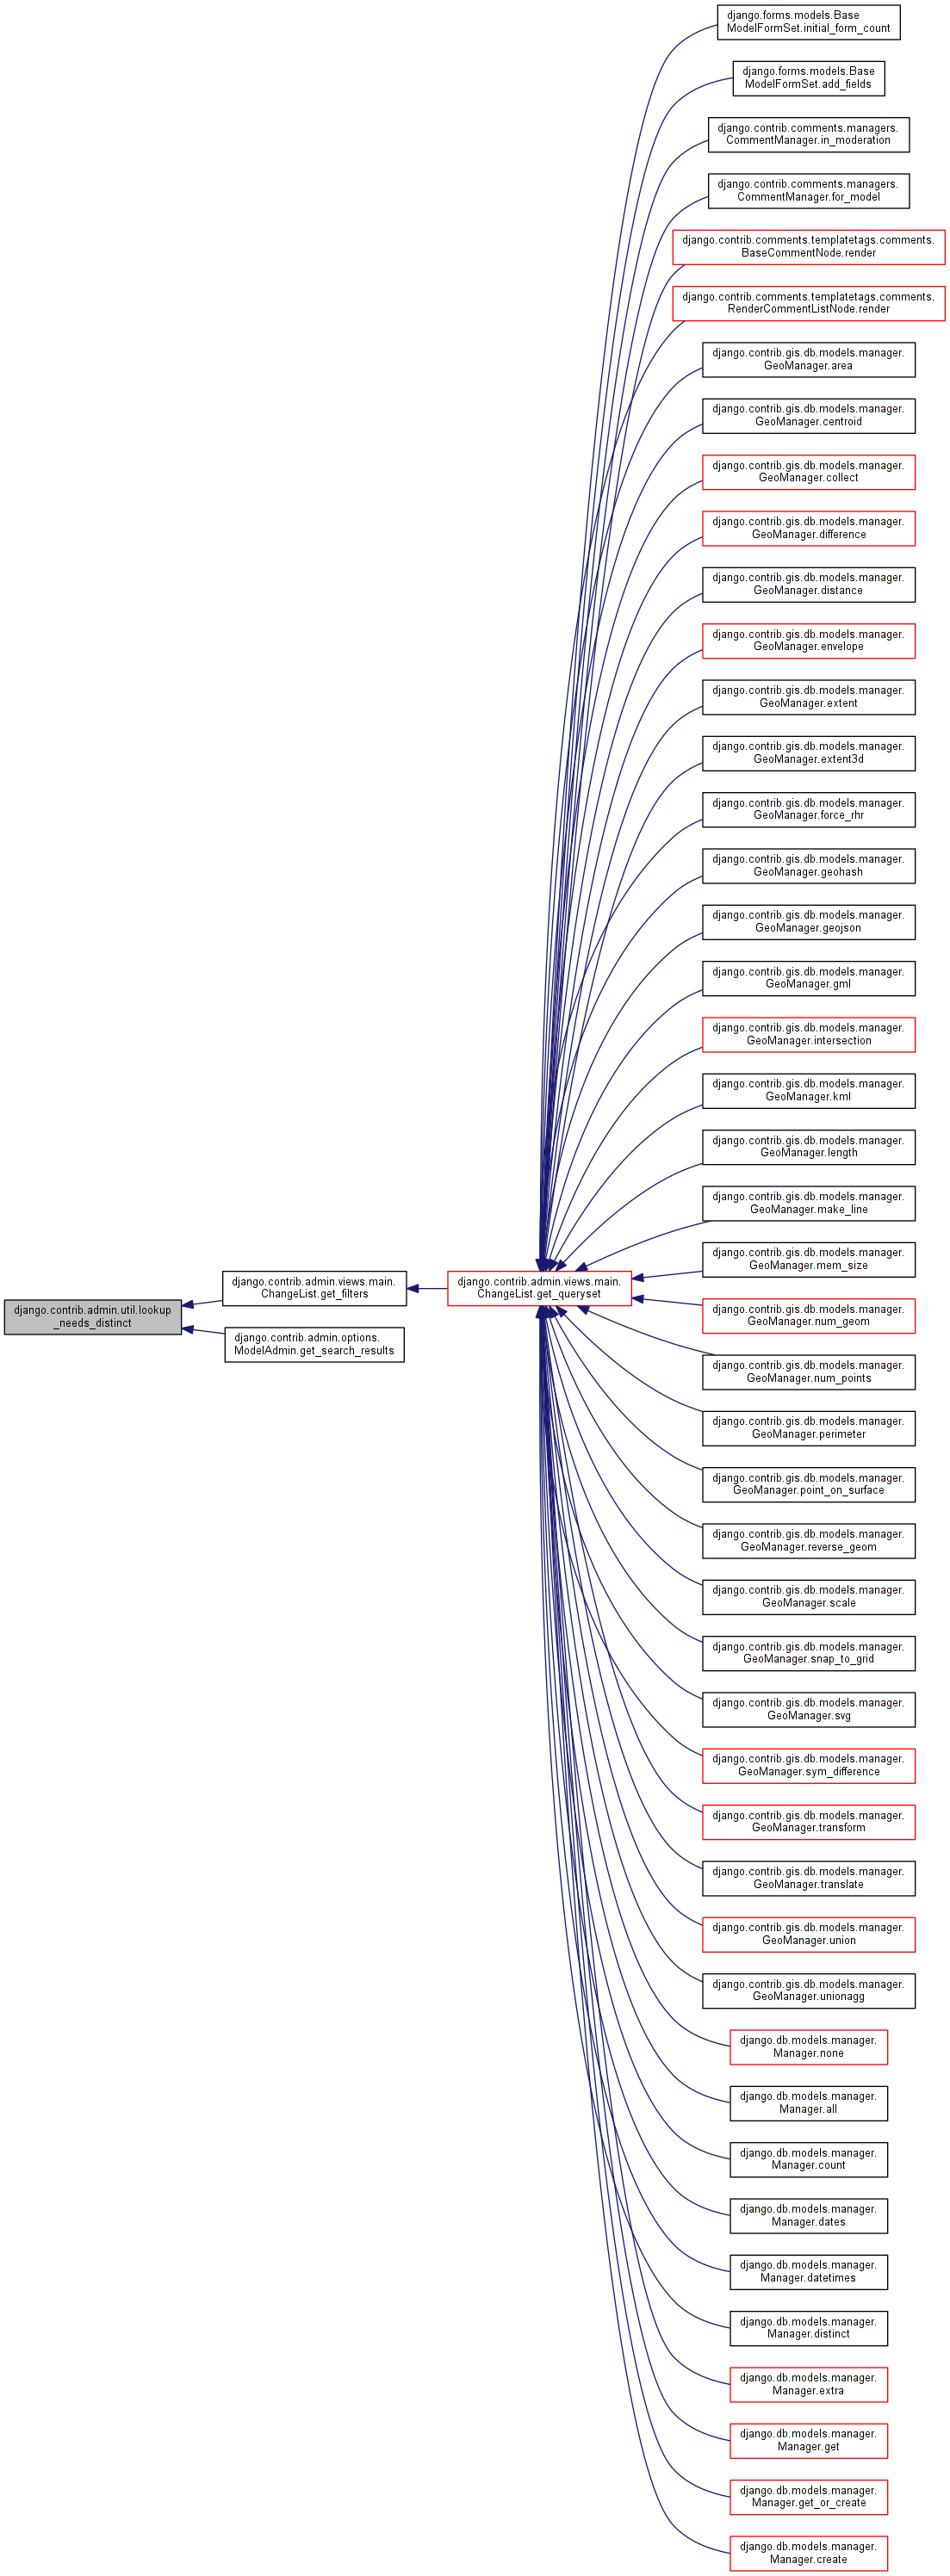 django.forms.models.Base
ModelFormSet.initial_form_count
django.forms.models.Base
ModelFormSet.add_fields
django.contrib.comments.managers.
CommentManager.in_moderation
django.contrib.comments.managers.
CommentManager.for_model
django.contrib.comments.templatetags.comments.
BaseCommentNode.render
django.contrib.comments.templatetags.comments.
RenderCommentListNode.render
django.contrib.gis.db.models.manager.
GeoManager.area
django.contrib.gis.db.models.manager.
GeoManager.centroid
django.contrib.gis.db.models.manager.
GeoManager.collect
django.contrib.gis.db.models.manager.
GeoManager.difference
django.contrib.gis.db.models.manager.
GeoManager.distance
django.contrib.gis.db.models.manager.
GeoManager.envelope
django.contrib.gis.db.models.manager.
GeoManager.extent
django.contrib.gis.db.models.manager.
GeoManager.extent3d
django.contrib.gis.db.models.manager.
GeoManager.force_rhr
django.contrib.gis.db.models.manager.
GeoManager.geohash
django.contrib.gis.db.models.manager.
GeoManager.geojson
django.contrib.gis.db.models.manager.
GeoManager.gml
django.contrib.gis.db.models.manager.
GeoManager.intersection
django.contrib.gis.db.models.manager.
GeoManager.kml
django.contrib.gis.db.models.manager.
GeoManager.length
django.contrib.gis.db.models.manager.
GeoManager.make_line
django.contrib.gis.db.models.manager.
GeoManager.mem_size
django.contrib.admin.util.lookup
_needs_distinct
django.contrib.admin.views.main.
ChangeList.get_filters
django.contrib.admin.options.
ModelAdmin.get_search_results
django.contrib.admin.views.main.
ChangeList.get_queryset
django.contrib.gis.db.models.manager.
GeoManager.num_geom
django.contrib.gis.db.models.manager.
GeoManager.num_points
django.contrib.gis.db.models.manager.
GeoManager.perimeter
django.contrib.gis.db.models.manager.
GeoManager.point_on_surface
django.contrib.gis.db.models.manager.
GeoManager.reverse_geom
django.contrib.gis.db.models.manager.
GeoManager.scale
django.contrib.gis.db.models.manager.
GeoManager.snap_to_grid
django.contrib.gis.db.models.manager.
GeoManager.svg
django.contrib.gis.db.models.manager.
GeoManager.sym_difference
django.contrib.gis.db.models.manager.
GeoManager.transform
django.contrib.gis.db.models.manager.
GeoManager.translate
django.contrib.gis.db.models.manager.
GeoManager.union
django.contrib.gis.db.models.manager.
GeoManager.unionagg
django.db.models.manager.
Manager.none
django.db.models.manager.
Manager.all
django.db.models.manager.
Manager.count
django.db.models.manager.
Manager.dates
django.db.models.manager.
Manager.datetimes
django.db.models.manager.
Manager.distinct
django.db.models.manager.
Manager.extra
django.db.models.manager.
Manager.get
django.db.models.manager.
Manager.get_or_create
django.db.models.manager.
Manager.create